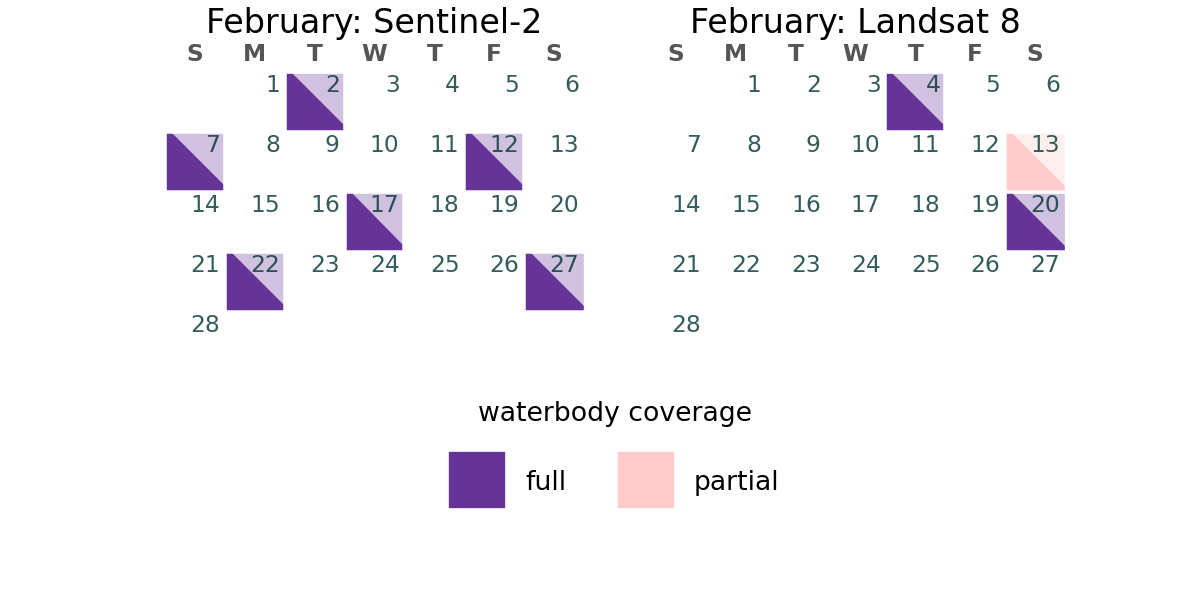 February: Sentinel-2
S M T W T F S
1 2 3 4 5 6
7 8 9 10 11 12 13
14 15 16 17 18 19 20
21 22 23 24 25 26 27
28
February: Landsat 8
S M T W T F S
1 2 3 4 5 6
7 8 9 10 11 12 13
14 15 16 17 18 19 20
21 22 23 24 25 26 27
28
waterbody coverage
full
partial